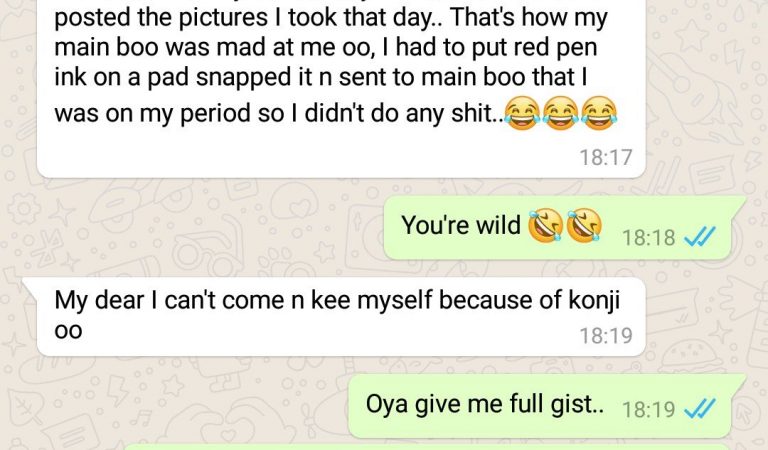 posted the pictures I took that day.. That's how my
main boo was mad at me oo, I had to put red pen
ink on a pad snapped it n sent to main boo that I
was on my period so I didn't do any shit..😂😂😂
18:17
You're wild 🤣🤣 18:18
My dear I can't come n kee myself because of konji
oo
18:19
Oya give me full gist.. 18:19